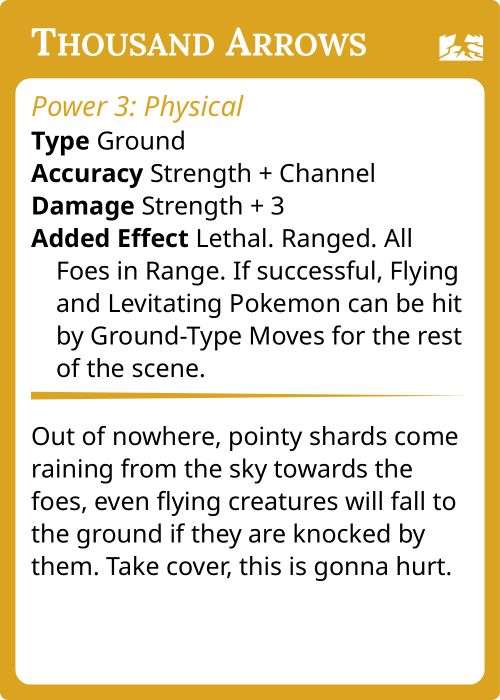 Thousand Arrows
Power 3: Physical
Type Ground
Accuracy Strength + Channel
Damage Strength + 3
Added Effect Lethal. Ranged. All
Foes in Range. If successful, Flying
and Levitating Pokemon can be hit
by Ground-Type Moves for the rest
of the scene.
Out of nowhere, pointy shards come
raining from the sky towards the
foes, even flying creatures will fall to
the ground if they are knocked by
them. Take cover, this is gonna hurt.